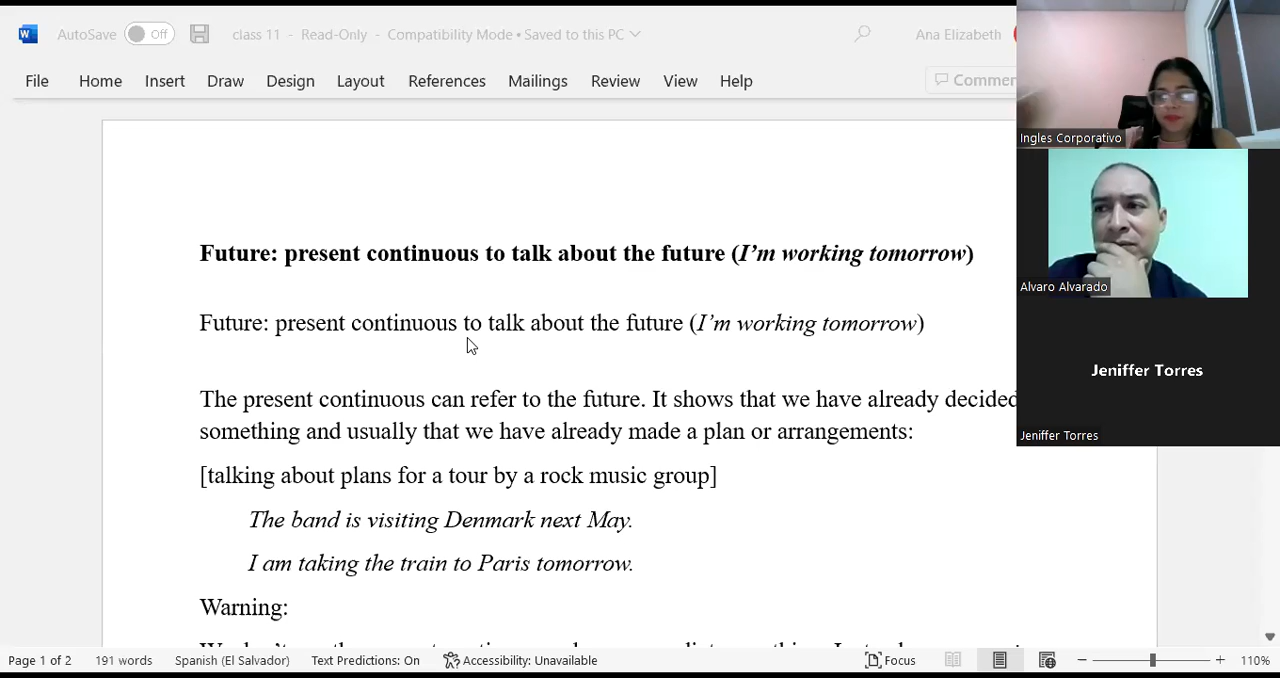 AutoSave Off class 11 - Read-Only - Compatibility Mode • Saved to this PC Ana Elizabeth
File Home Insert Draw Design Layout References Mailings Review View Help
Ingles Corporativo
Alvaro Alvarado
Jeniffer Torres
Jeniffer Torres
Future: present continuous to talk about the future (I'm working tomorrow)
Future: present continuous to talk about the future (I'm working tomorrow)
The present continuous can refer to the future. It shows that we have already decided
something and usually that we have already made a plan or arrangements:
[talking about plans for a tour by a rock music group]
The band is visiting Denmark next May.
I am taking the train to Paris tomorrow.
Warning:
Page 1 of 2 191 words Spanish (El Salvador) Text Predictions: On Accessibility: Unavailable Focus 110%